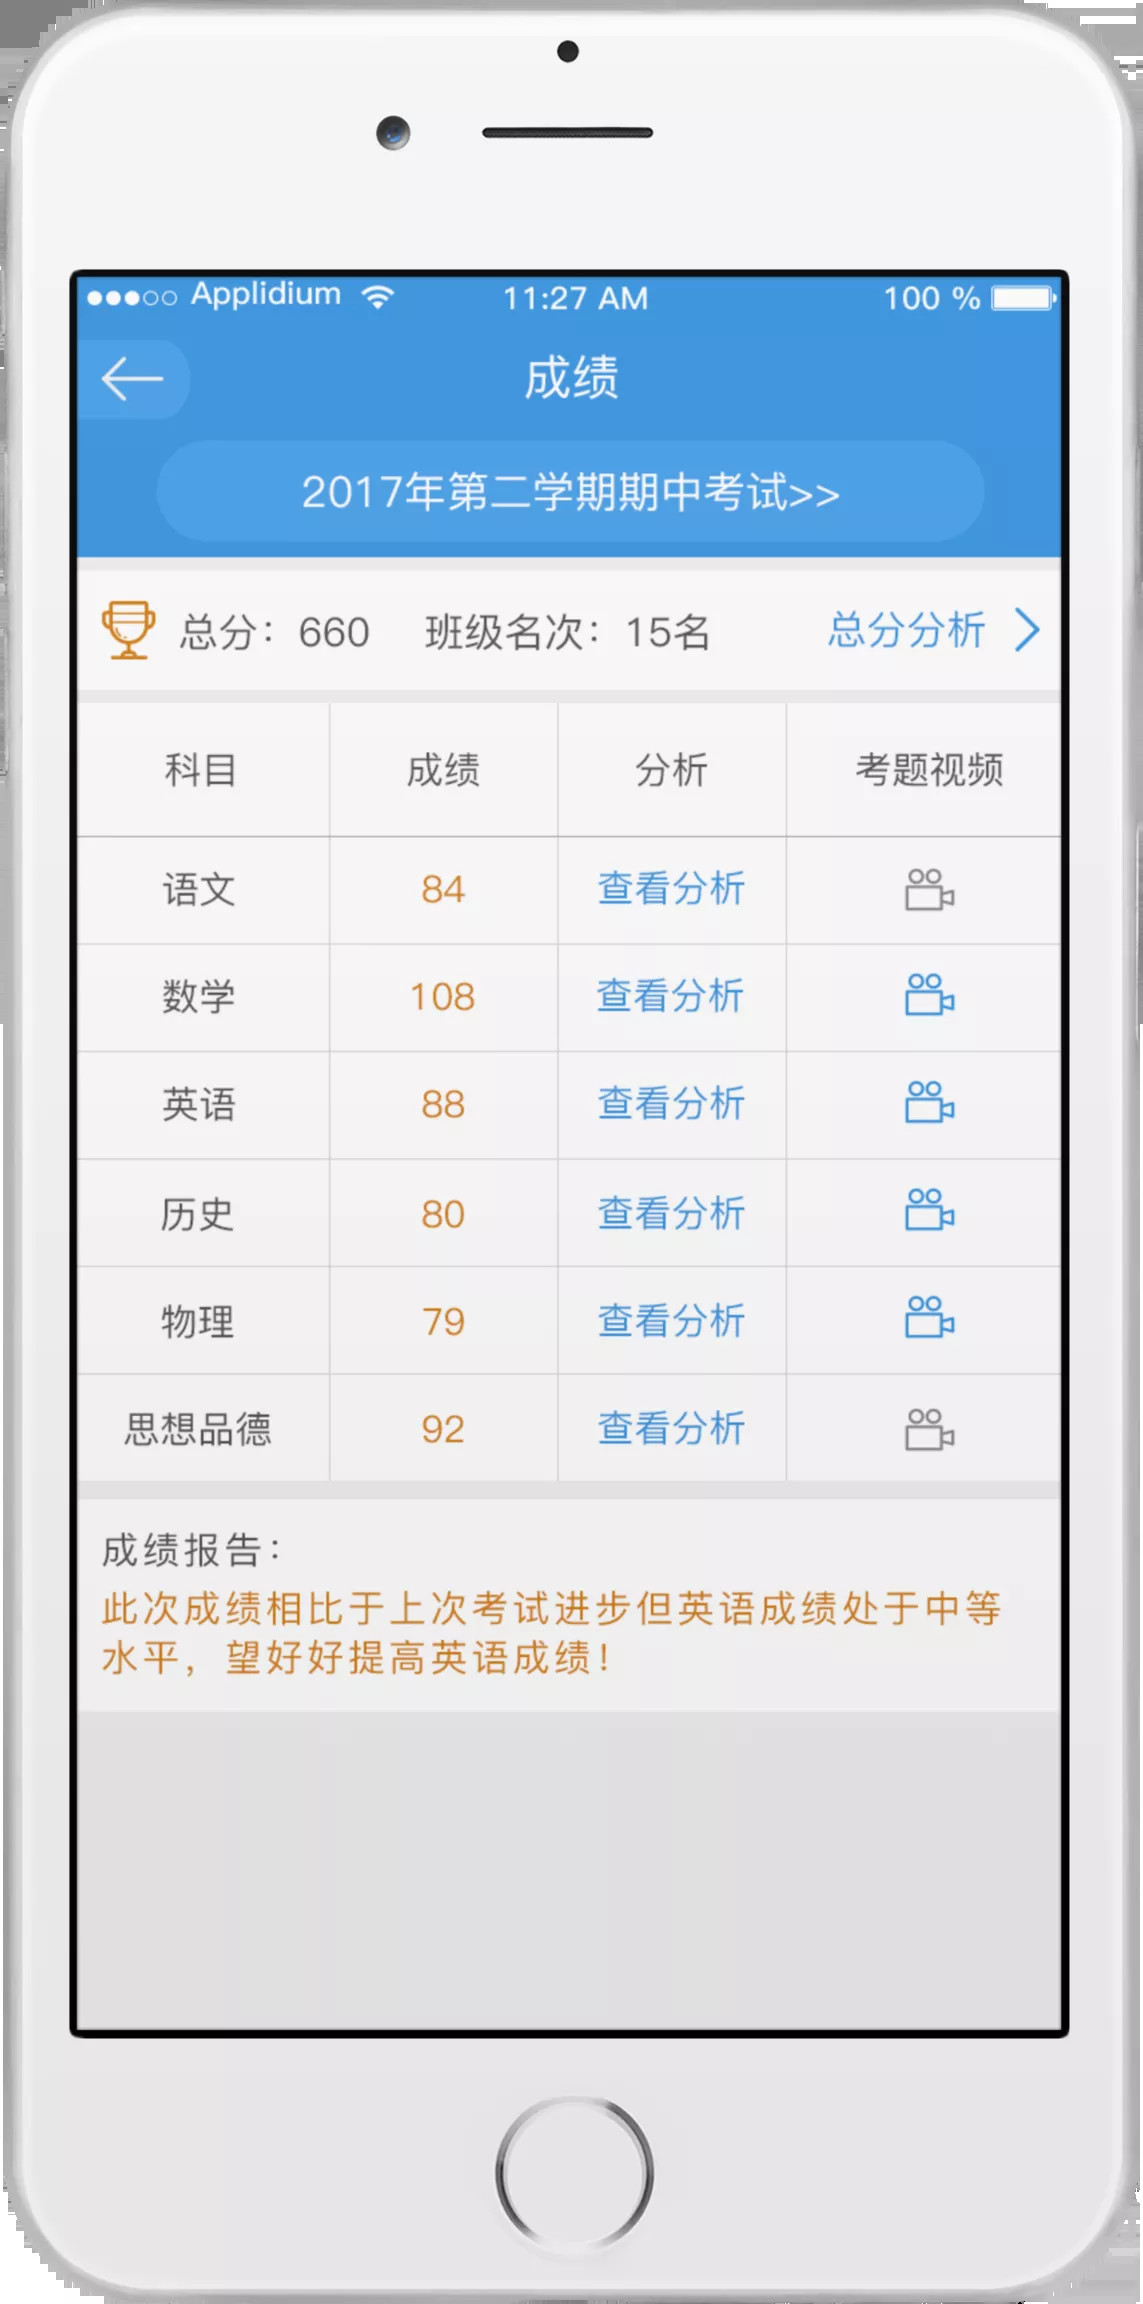 Applidium 11:27 AM 100 %
成绩
2017年第二学期期中考试>>
总分：660 班级名次：15名 总分分析
科目 成绩 分析 考题视频
语文 84 查看分析
数学 108 查看分析
英语 88 查看分析
历史 80 查看分析
物理 79 查看分析
思想品德 92 查看分析
成绩报告：
此次成绩相比于上次考试进步但英语成绩处于中等
水平，望好好提高英语成绩！